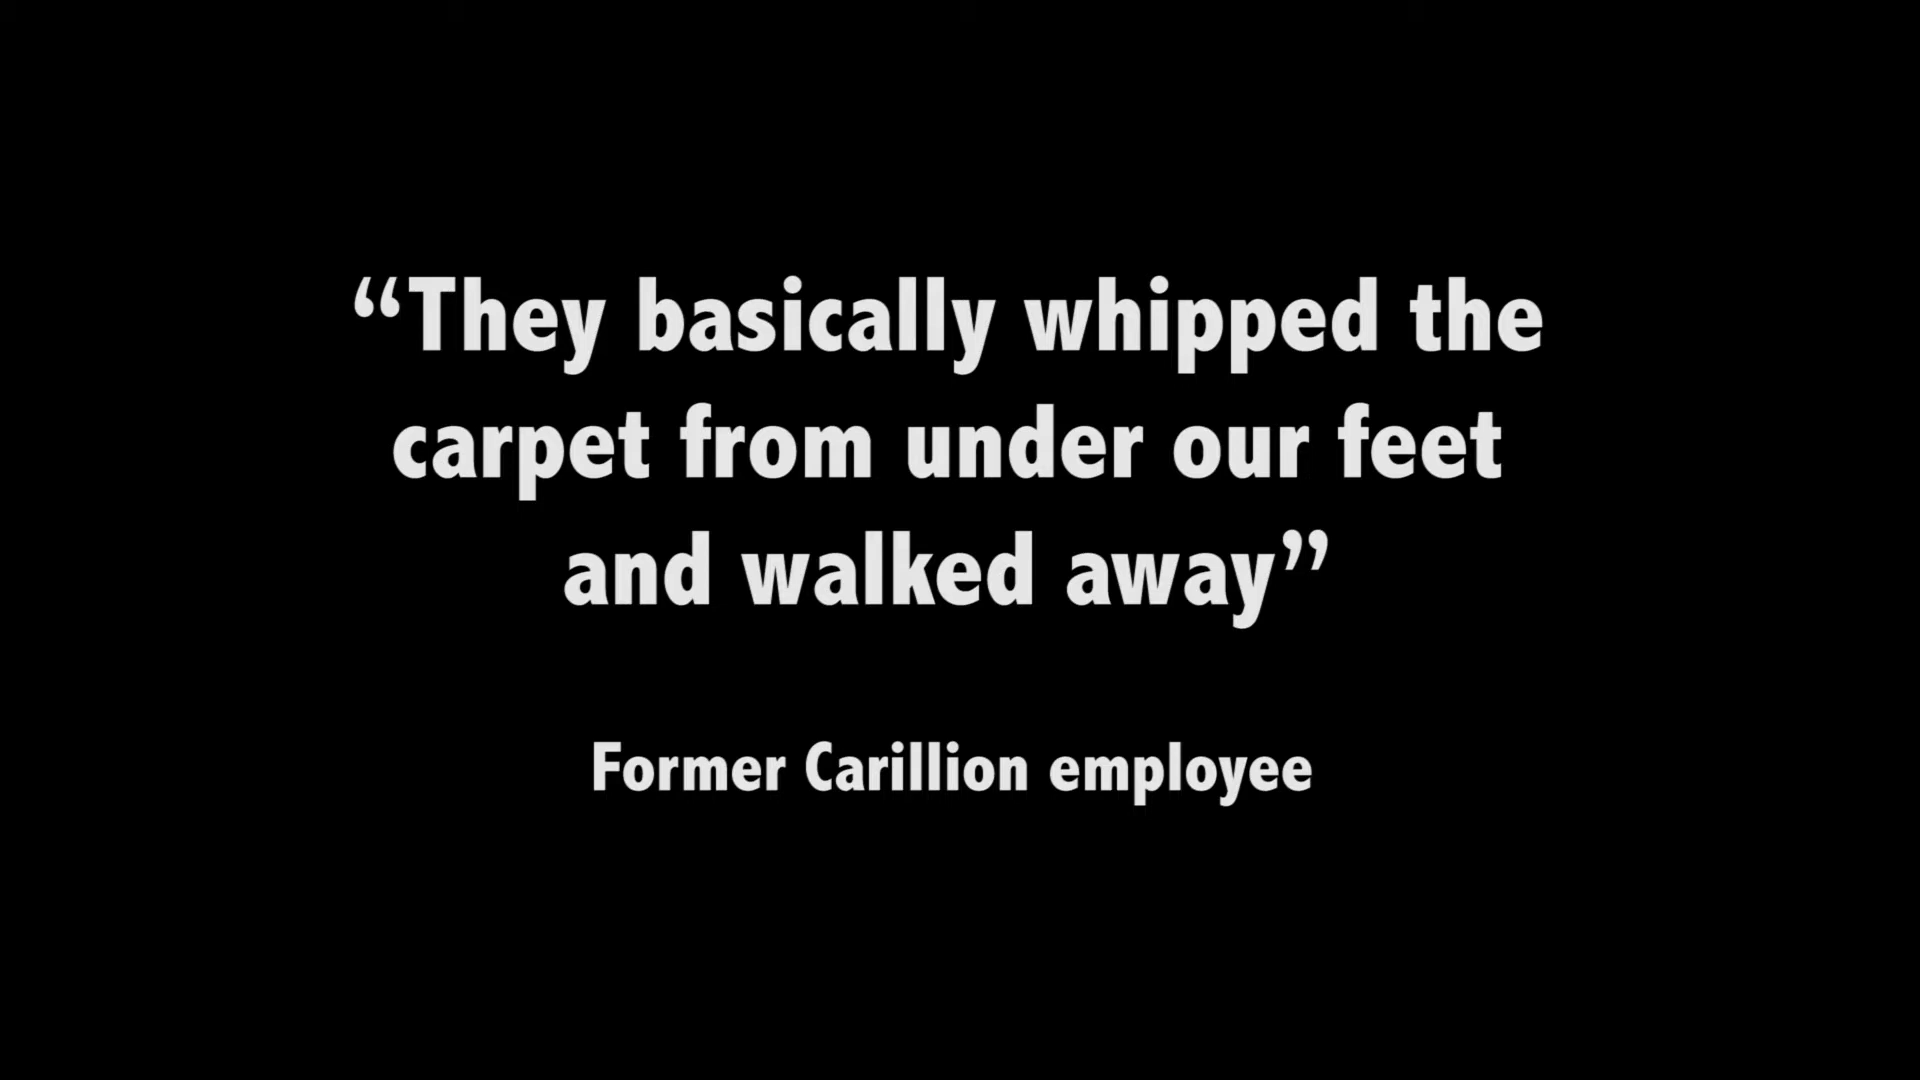 “They basically whipped the
carpet from under our feet
and walked away”
Former Carillion employee